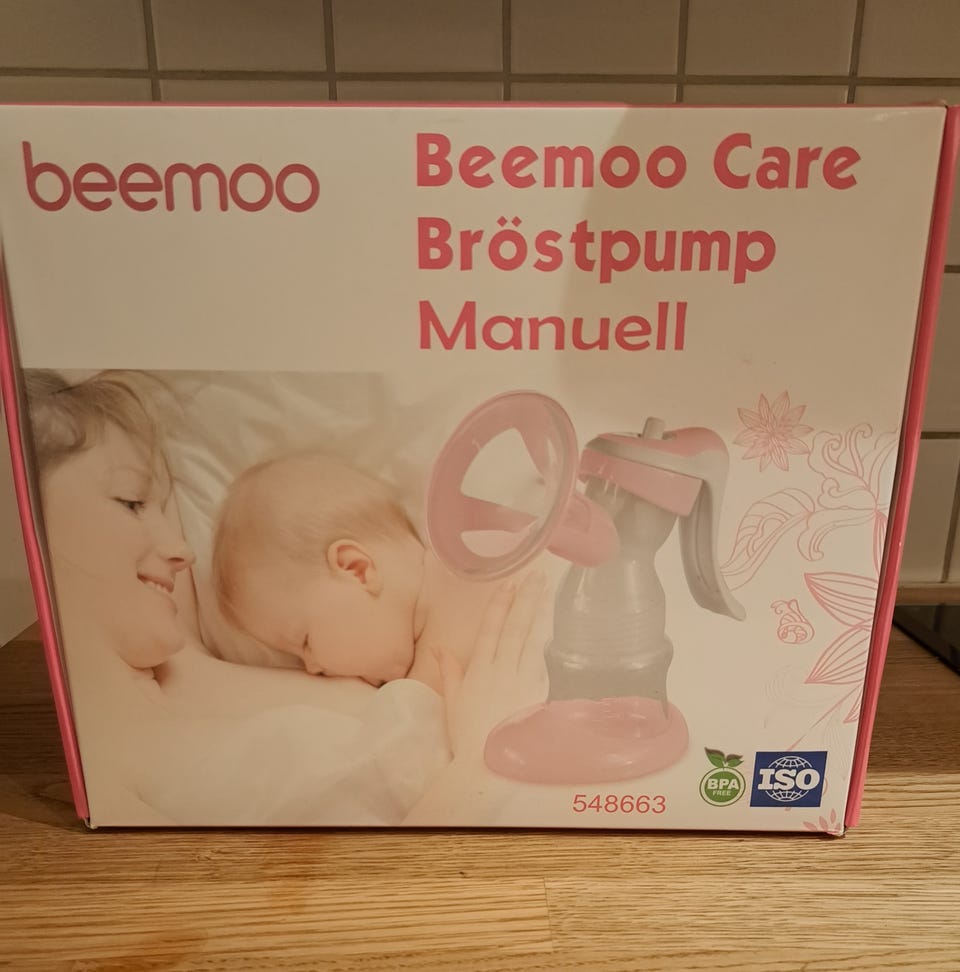 beemoo
Beemoo Care
Bröstpump
Manuell
548663
BPA
FREE
ISO